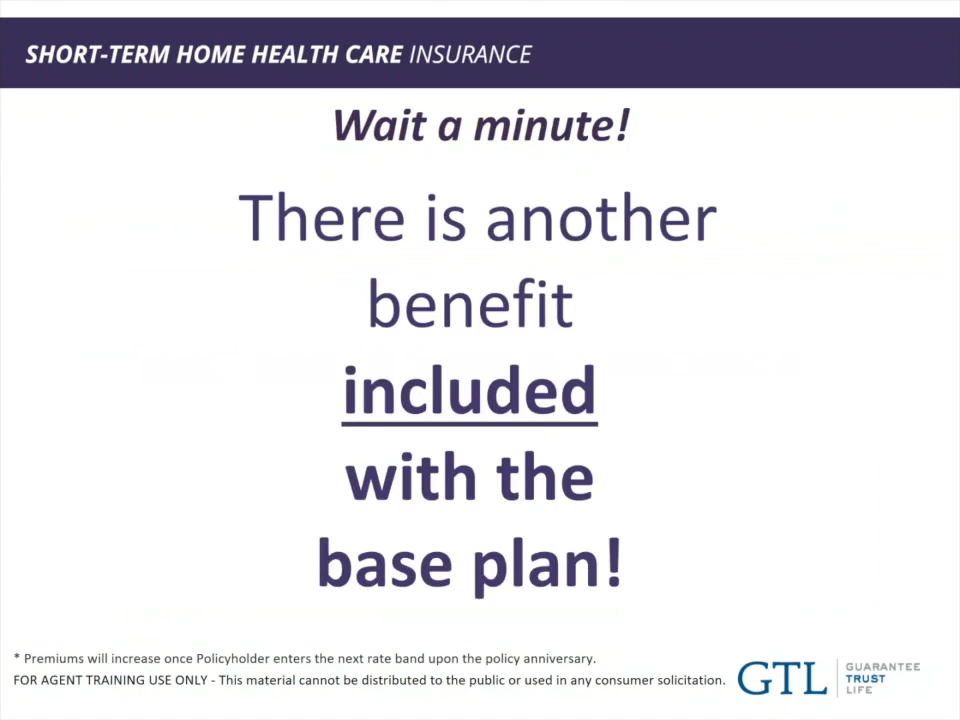 SHORT-TERM HOME HEALTH CARE INSURANCE
Wait a minute!
There is another
benefit
included
with the
base plan!
* Premiums will increase once Policyholder enters the next rate band upon the policy anniversary.
FOR AGENT TRAINING USE ONLY - This material cannot be distributed to the public or used in any consumer solicitation.
GTL
GUARANTEE
TRUST
LIFE